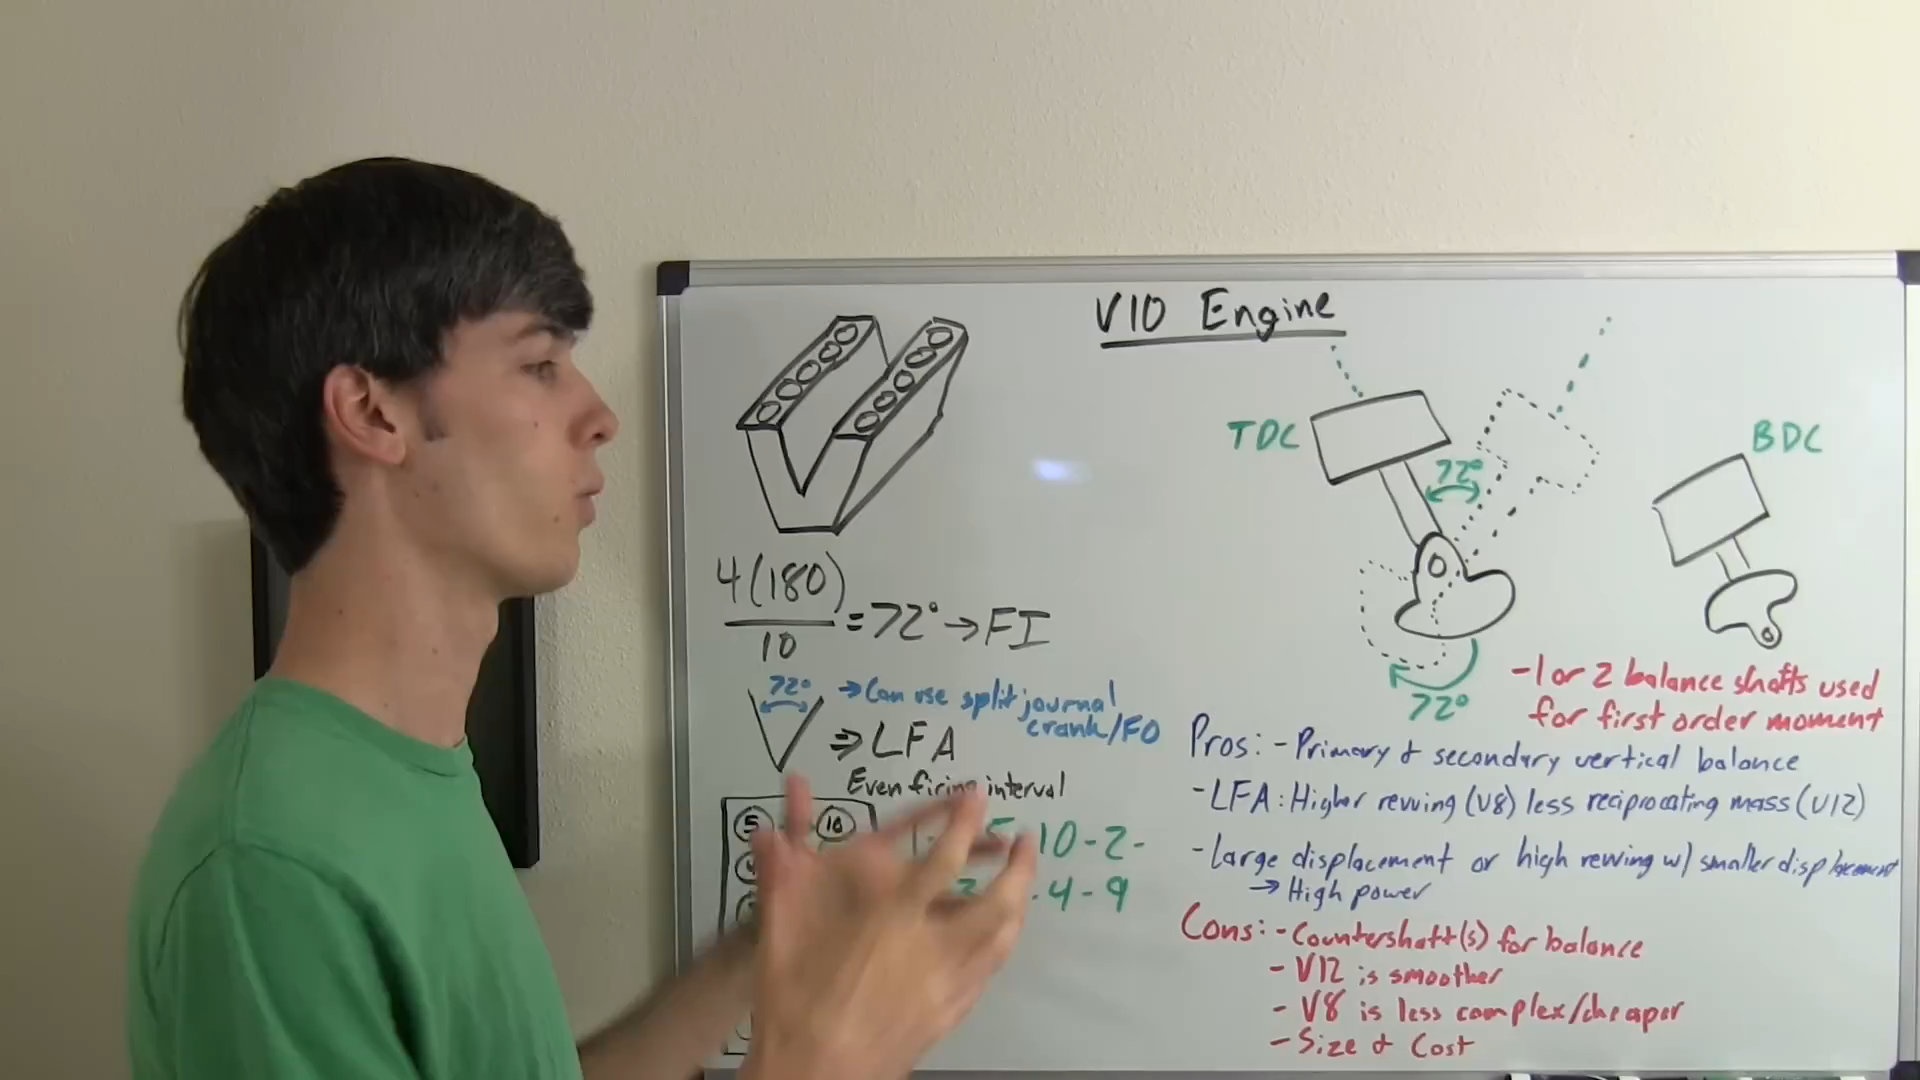 V10 Engine
TDC
72°
BDC
4(180)
10
=72°→FI
72°
→Can use split journal
crank/FO
⇒LFA
Even firing interval
5
10
5
10-2-
4-9
72°
-1 or 2 balance shafts used
for first order moment
Pros: -Primary & secondary vertical balance
-LFA: Higher revving (V8) less reciprocating mass (V12)
-Large displacement or high revving w/ smaller displacement
→ High power
Cons: -Countershaft(s) for balance
- V12 is smoother
- V8 is less complex/cheaper
- Size & Cost